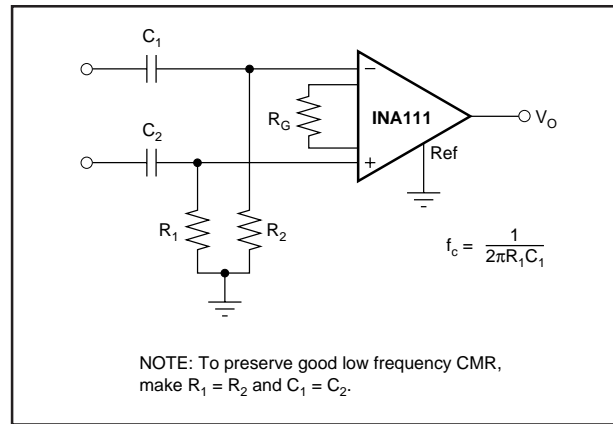 C1
−
INA111
RG
VO
C2
+
Ref
R1
R2
fc = 1 / 2πR1C1
NOTE: To preserve good low frequency CMR,
make R1 = R2 and C1 = C2.